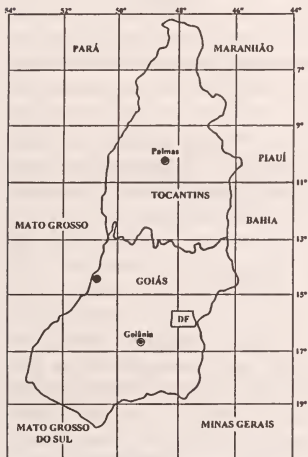 54° 52° 50° 48° 46° 44°
PARÁ
MARANHÃO
7°
9°
Palmas
PIAUÍ
11°
TOCANTINS
MATO GROSSO
BAHIA
13°
GOIÁS
15°
DF
Goiânia
17°
19°
MATO GROSSO
DO SUL
MINAS GERAIS